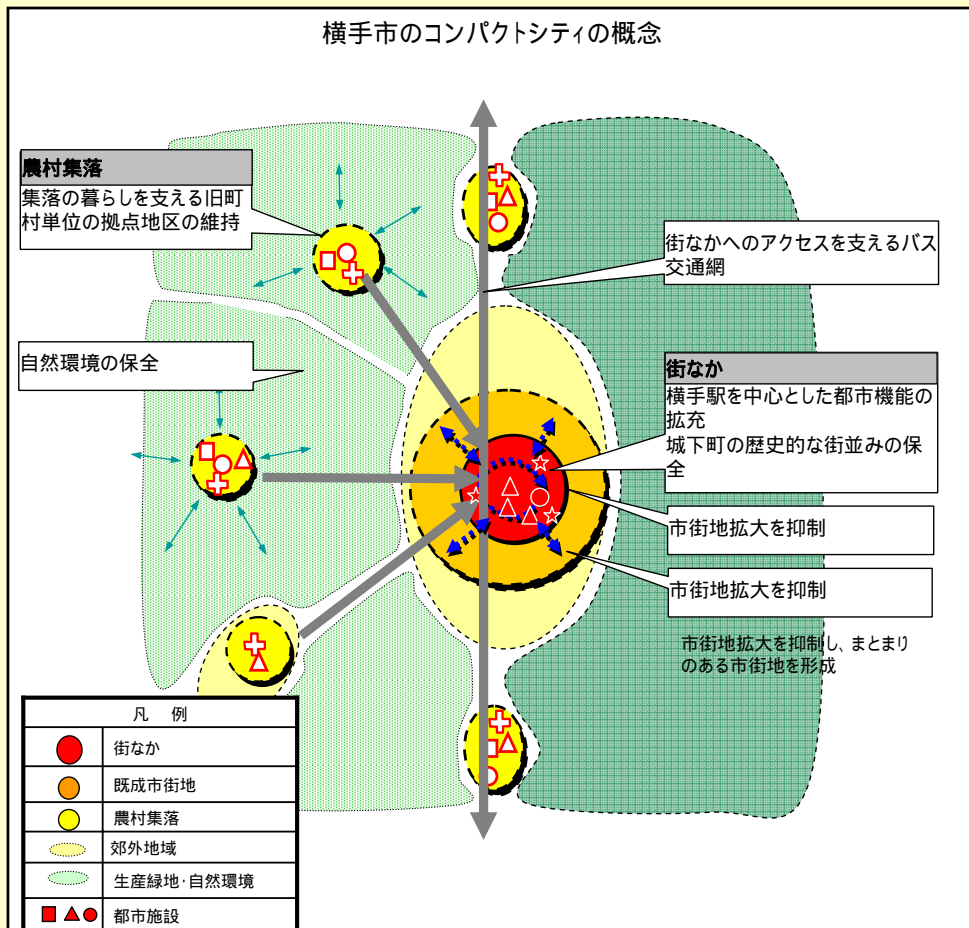 横手市のコンパクトシティの概念
農村集落
集落の暮らしを支える旧町
村単位の拠点地区の維持
街なかへのアクセスを支えるバス
交通網
自然環境の保全
街なか
横手駅を中心とした都市機能の
拡充
城下町の歴史的な街並みの保
全
市街地拡大を抑制
市街地拡大を抑制
市街地拡大を抑制し、まとまり
のある市街地を形成
凡 例
街なか
既成市街地
農村集落
郊外地域
生産緑地・自然環境
都市施設